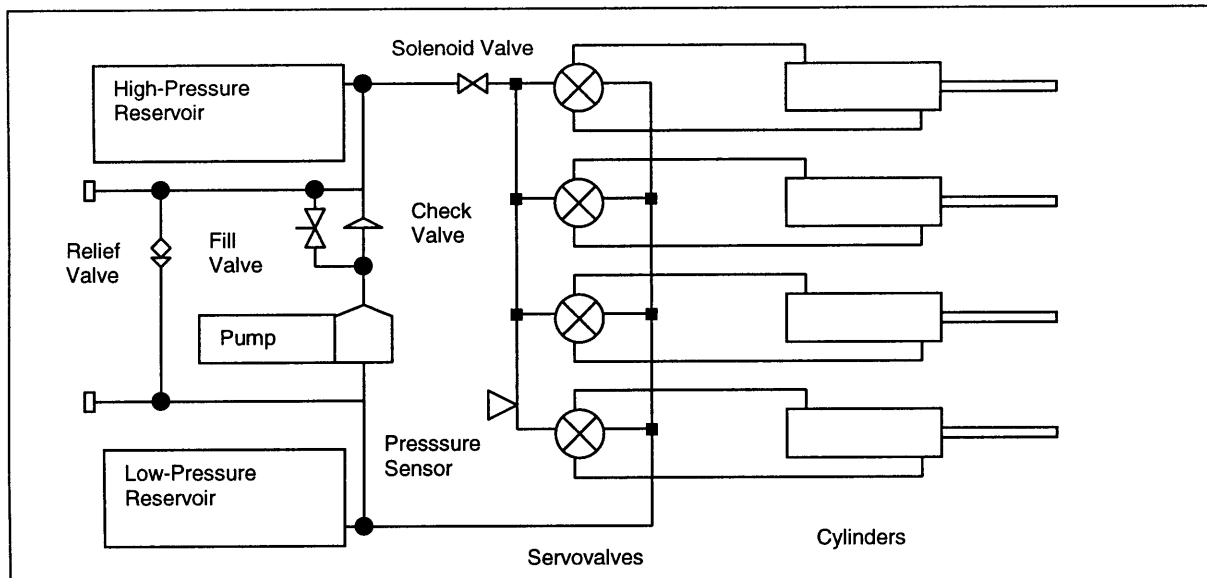 Solenoid Valve
High-Pressure
Reservoir
Check
Valve
Fill
Valve
Relief
Valve
Pump
Presssure
Sensor
Low-Pressure
Reservoir
Cylinders
Servovalves